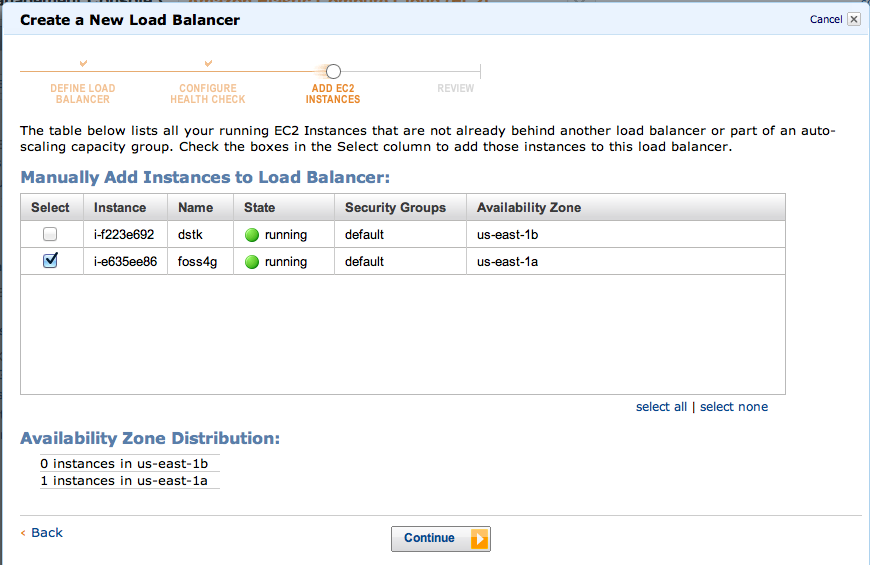 Create a New Load Balancer
Cancel
DEFINE LOAD
BALANCER
CONFIGURE
HEALTH CHECK
ADD EC2
INSTANCES
REVIEW
The table below lists all your running EC2 Instances that are not already behind another load balancer or part of an auto-
scaling capacity group. Check the boxes in the Select column to add those instances to this load balancer.
Manually Add Instances to Load Balancer:
Select Instance Name State Security Groups Availability Zone
i-f223e692 dstk running default us-east-1b
i-e635ee86 foss4g running default us-east-1a
select all | select none
Availability Zone Distribution:
0 instances in us-east-1b
1 instances in us-east-1a
< Back
Continue